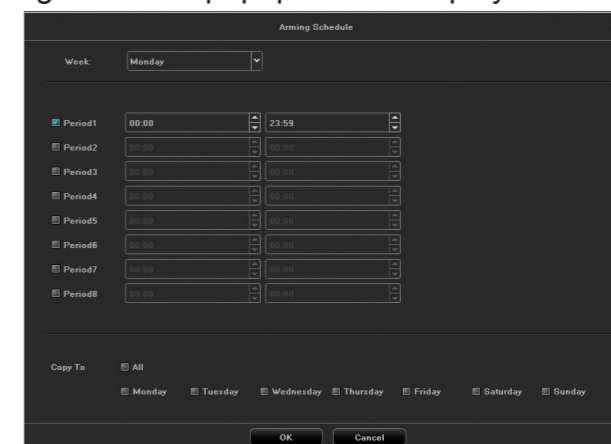 Arming Schedule
Week: Monday
Period1 00:00 23:59
Period2 00:00 00:00
Period3 00:00 00:00
Period4 00:00 00:00
Period5 00:00 00:00
Period6 00:00 00:00
Period7 00:00 00:00
Period8 00:00 00:00
Copy To All
Monday Tuesday Wednesday Thursday Friday Saturday Sunday
OK Cancel